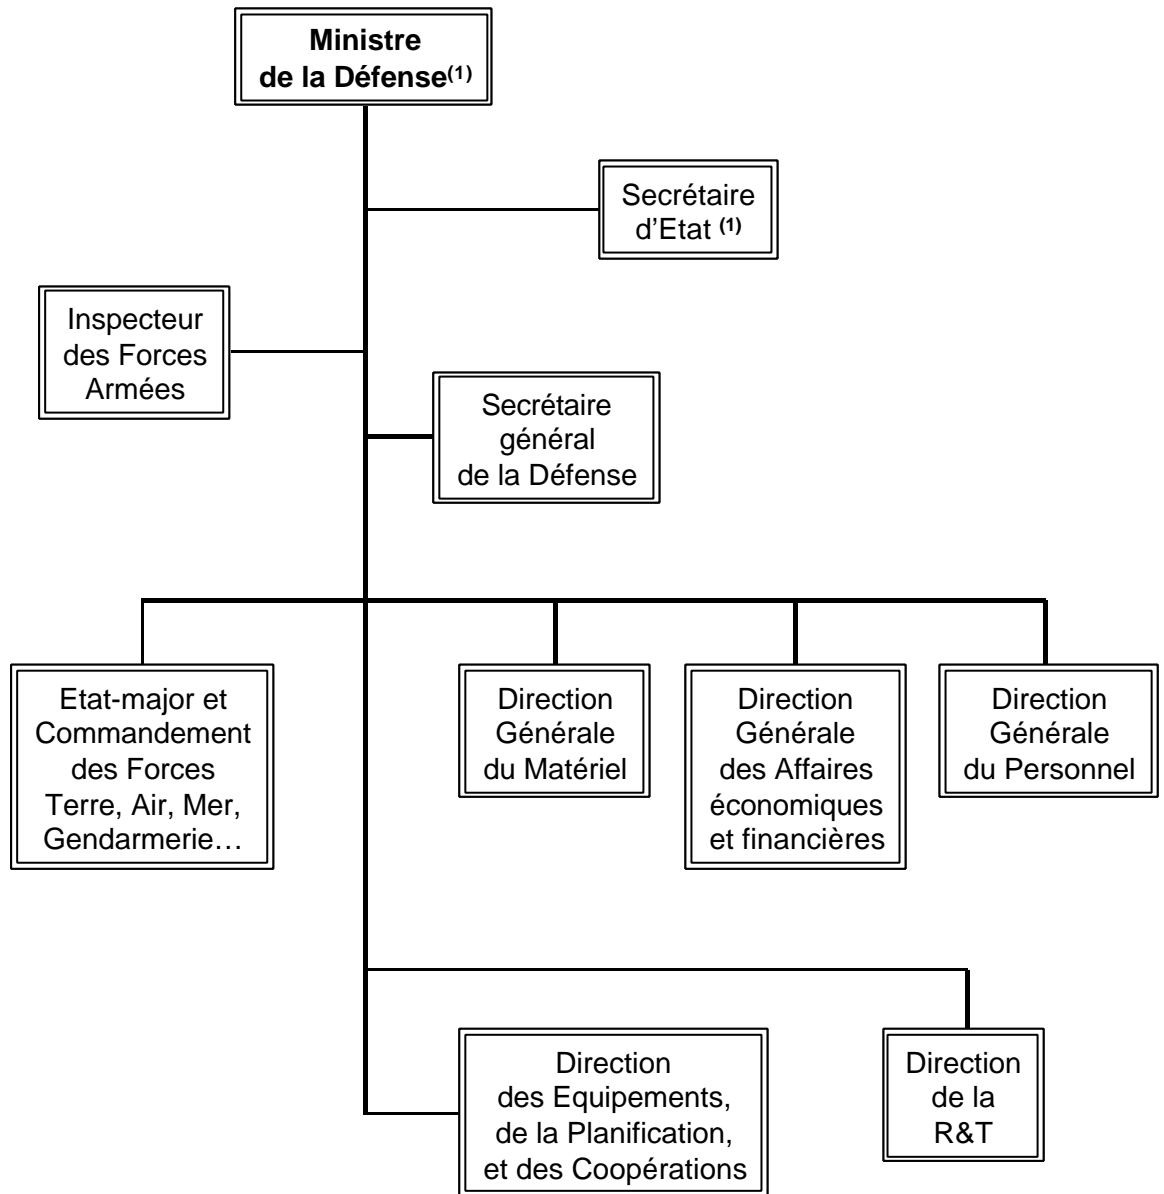 Ministre
de la Défense(1)
Secrétaire
d’Etat (1)
Inspecteur
des Forces
Armées
Secrétaire
général
de la Défense
Etat-major et
Commandement
des Forces
Terre, Air, Mer,
Gendarmerie…
Direction
Générale
du Matériel
Direction
Générale
des Affaires
économiques
et financières
Direction
Générale
du Personnel
Direction
des Equipements,
de la Planification,
et des Coopérations
Direction
de la
R&T